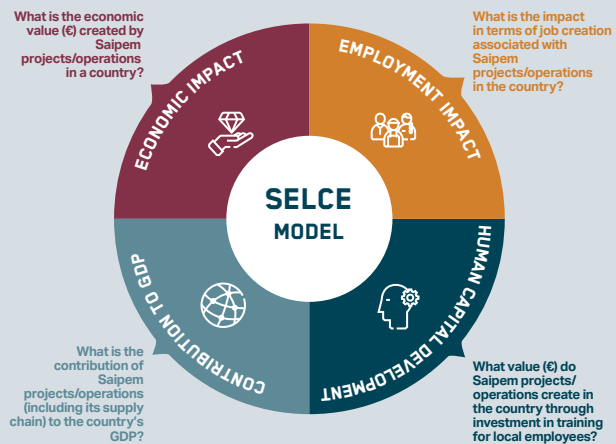 What is the economic
value (€) created by
Saipem
projects/operations
in a country?
What is the impact
in terms of job creation
associated with
Saipem
projects/operations
in the country?
ECONOMIC IMPACT
EMPLOYMENT IMPACT
SELCE
MODEL
CONTRIBUTION TO GDP
HUMAN CAPITAL DEVELOPMENT
What is the
contribution of
Saipem
projects/operations
(including its supply
chain) to the country's
GDP?
What value (€) do
Saipem projects/
operations create in
the country through
investment in training
for local employees?